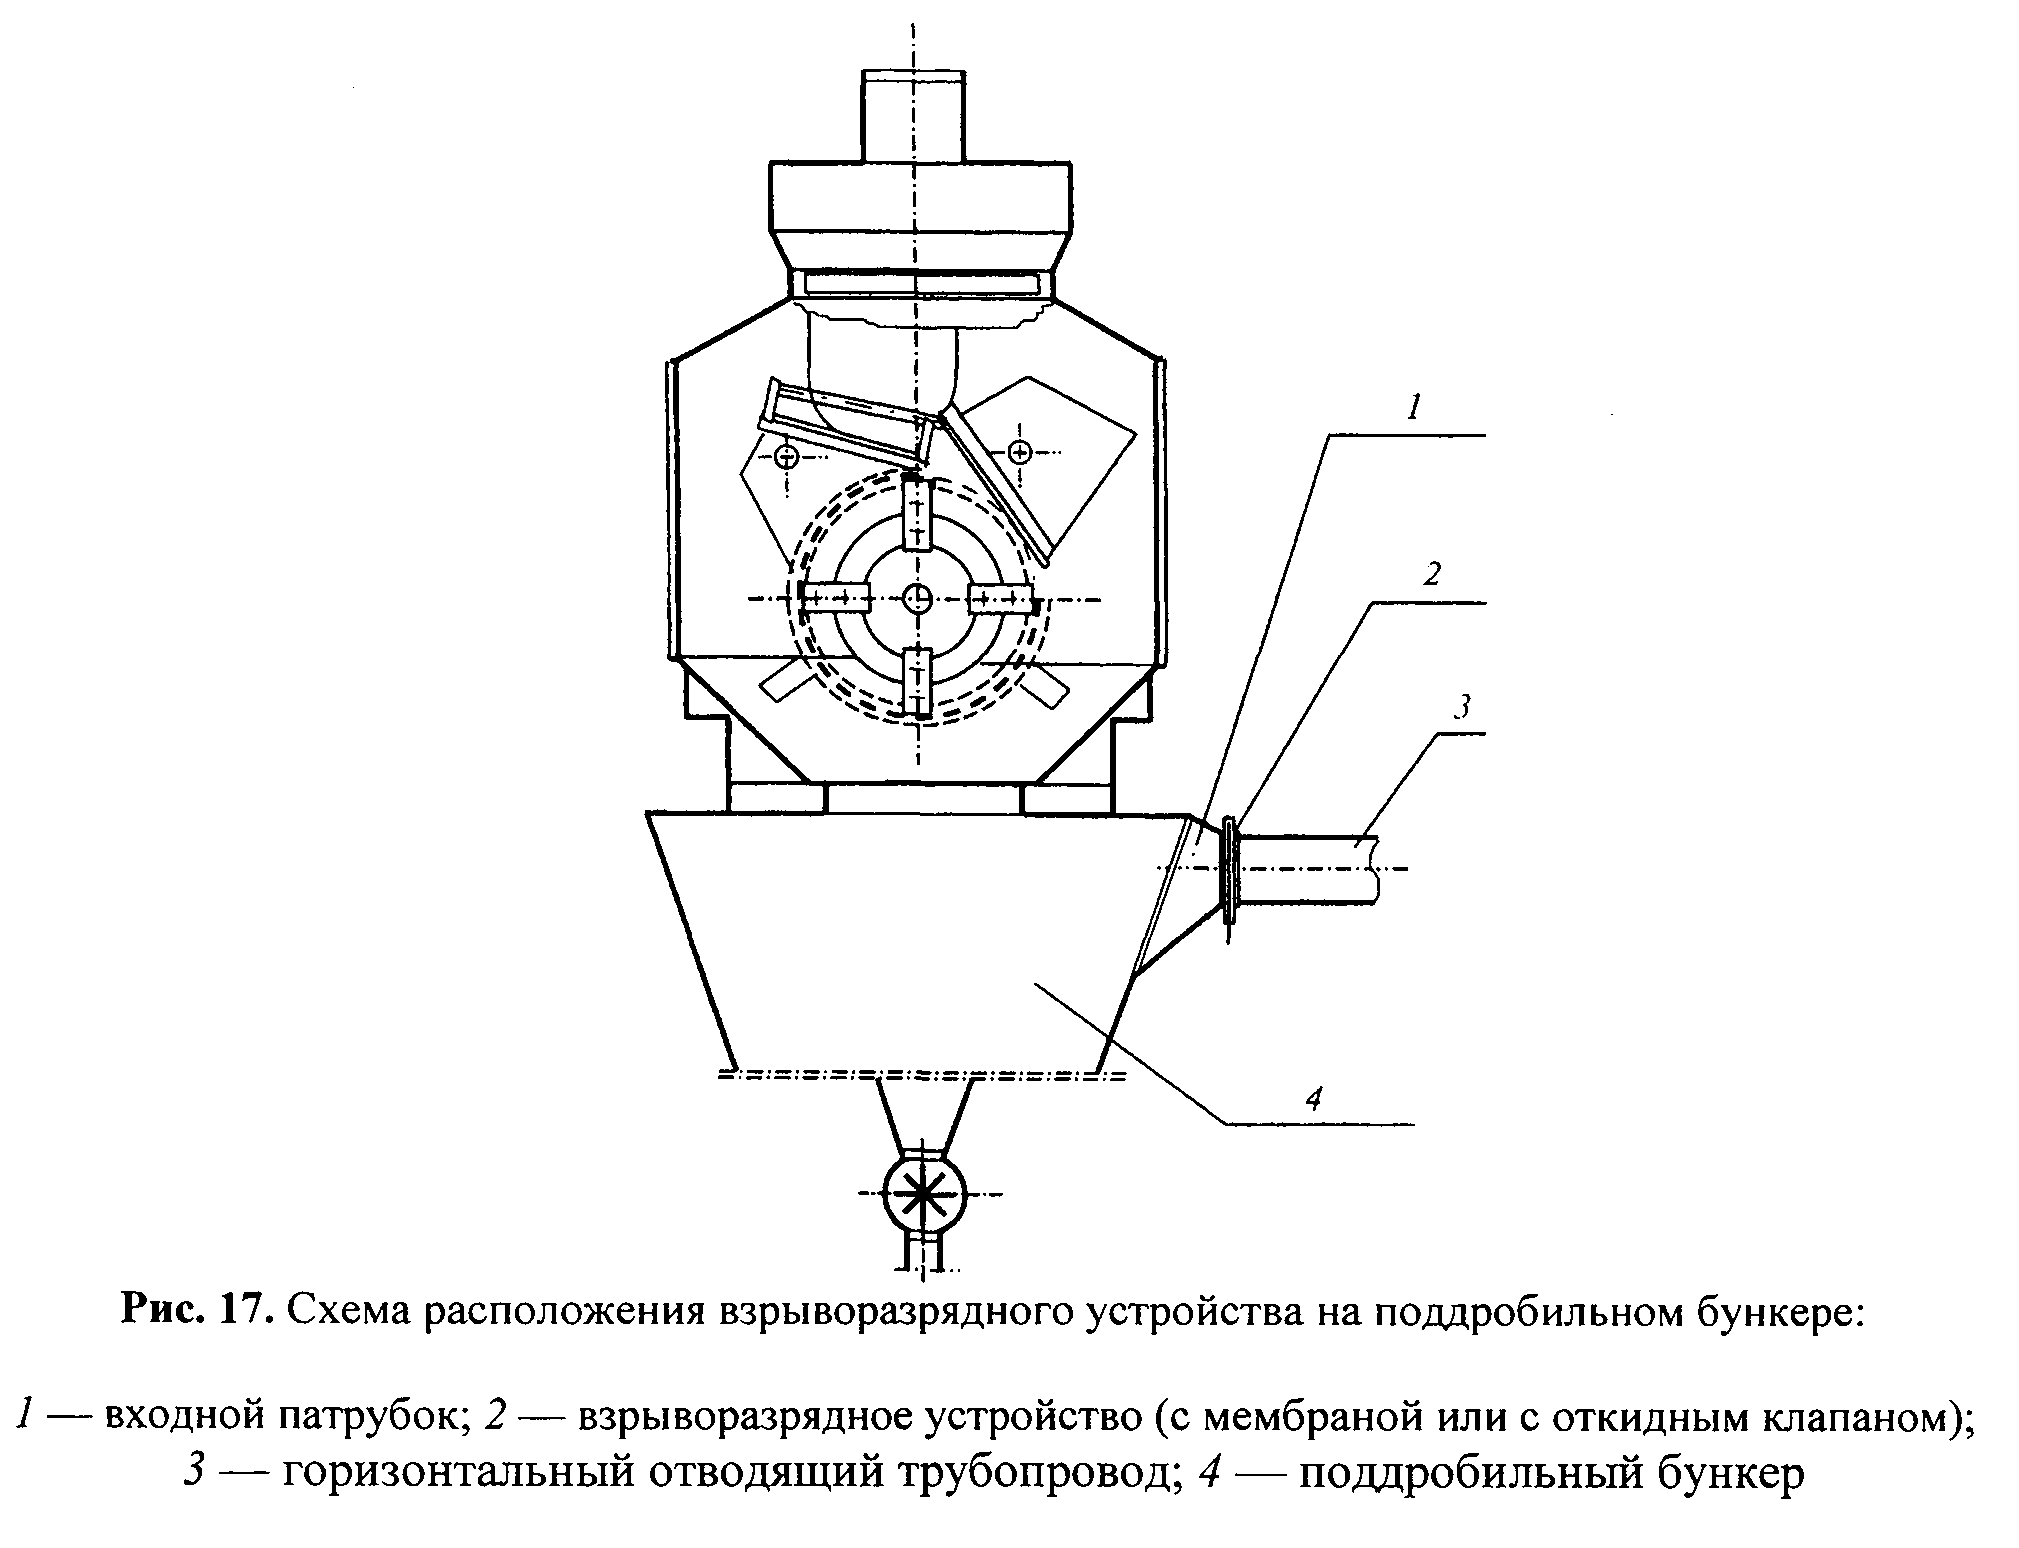 1
2
3
4
Рис. 17. Схема расположения взрыворазрядного устройства на поддробильном бункере:
1 — входной патрубок; 2 — взрыворазрядное устройство (с мембраной или с откидным клапаном);
3 — горизонтальный отводящий трубопровод; 4 — поддробильный бункер